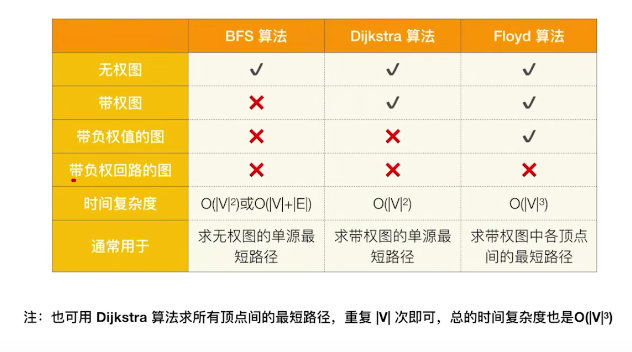 BFS 算法 Dijkstra 算法 Floyd 算法
无权图 ✓ ✓ ✓
带权图 ✗ ✓ ✓
带负权值的图 ✗ ✗ ✓
带负权回路的图 ✗ ✗ ✗
时间复杂度 O(|V|²)或O(|V|+|E|) O(|V|²) O(|V|³)
通常用于 求无权图的单源最短路径 求带权图的单源最短路径 求带权图中各顶点间的最短路径
注：也可用 Dijkstra 算法求所有顶点间的最短路径，重复 |V| 次即可，总的时间复杂度也是O(|V|³)